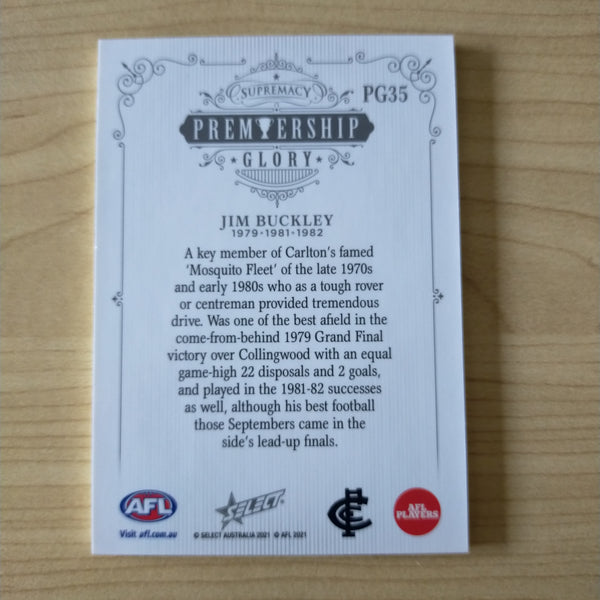 SUPREMACY
PG35
PREMIERSHIP
GLORY
JIM BUCKLEY
1979•1981•1982
A key member of Carlton's famed
'Mosquito Fleet' of the late 1970s
and early 1980s who as a tough rover
or centreman provided tremendous
drive. Was one of the best afield in the
come-from-behind 1979 Grand Final
victory over Collingwood with an equal
game-high 22 disposals and 2 goals,
and played in the 1981-82 successes
as well, although his best football
those Septembers came in the
side's lead-up finals.
AFL
Visit afl.com.au
SELECT
© SELECT AUSTRALIA 2021 © AFL 2021
CFC
AFL
PLAYERS